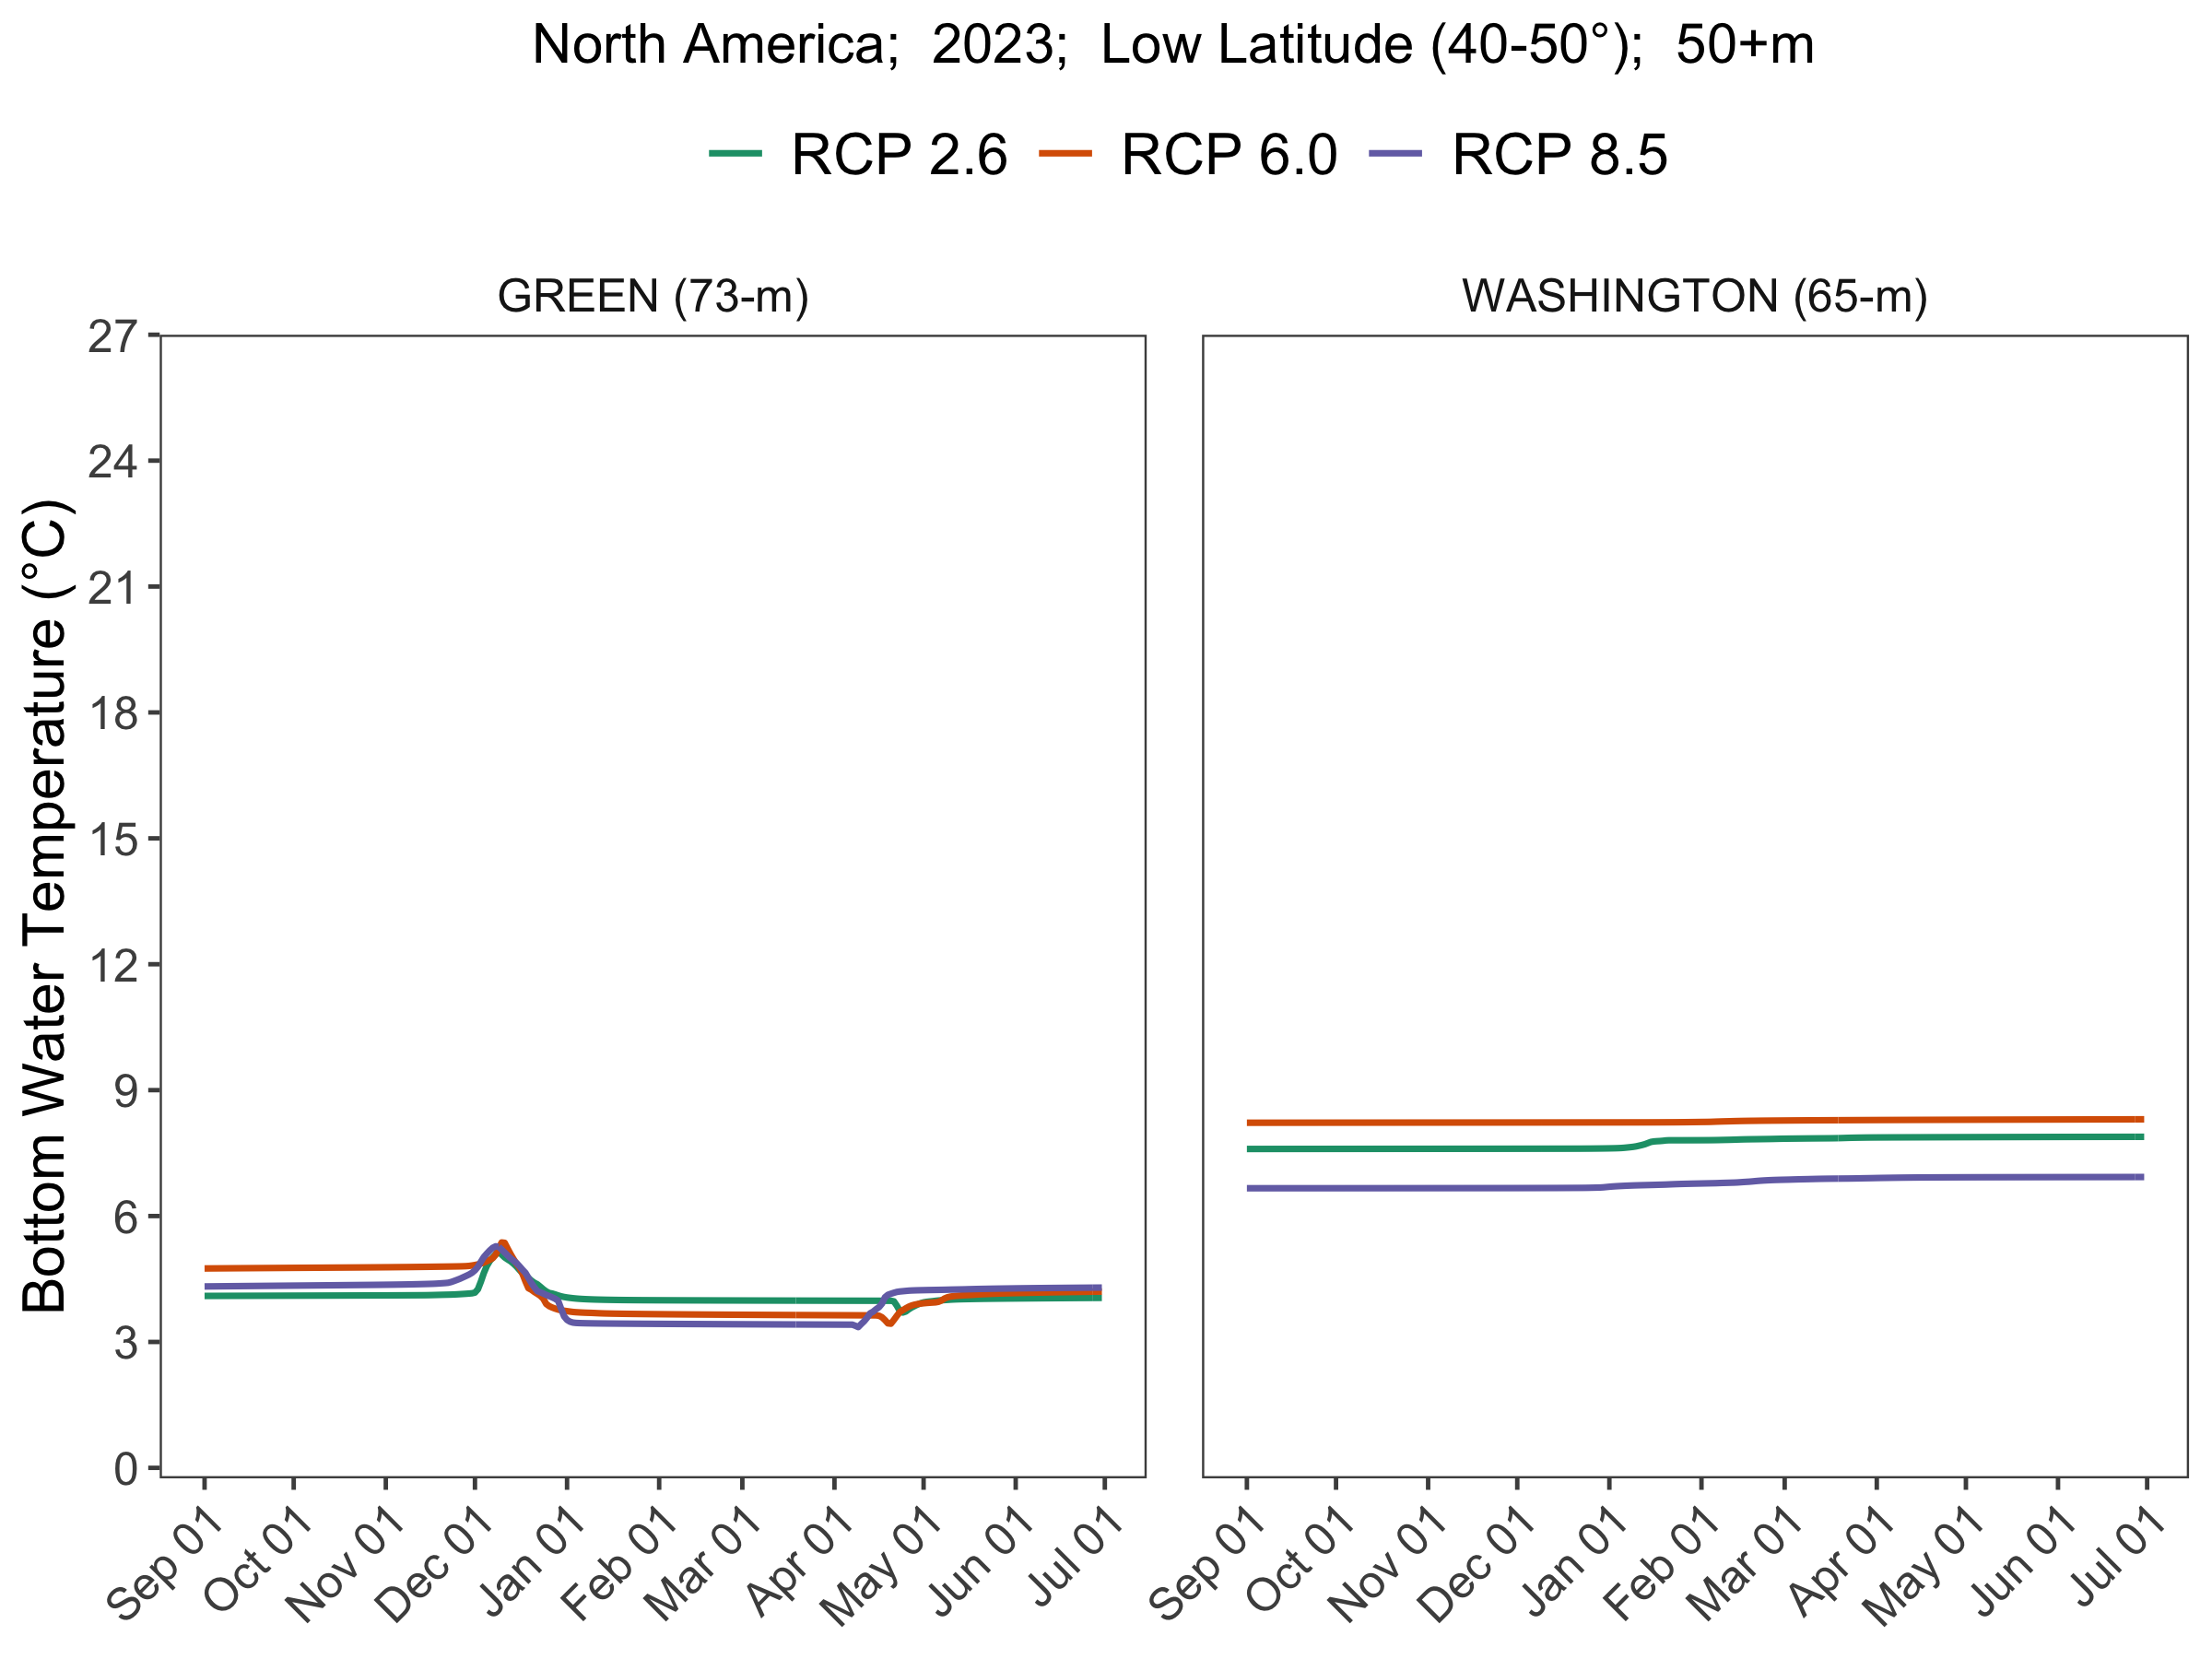 North America;  2023;  Low Latitude (40-50°);  50+m
RCP 2.6 RCP 6.0 RCP 8.5
GREEN (73-m) WASHINGTON (65-m)
Bottom Water Temperature (°C)
27
24
21
18
15
12
9
6
3
0
Sep 01 Oct 01 Nov 01 Dec 01 Jan 01 Feb 01 Mar 01 Apr 01 May 01 Jun 01 Jul 01 Sep 01 Oct 01 Nov 01 Dec 01 Jan 01 Feb 01 Mar 01 Apr 01 May 01 Jun 01 Jul 01